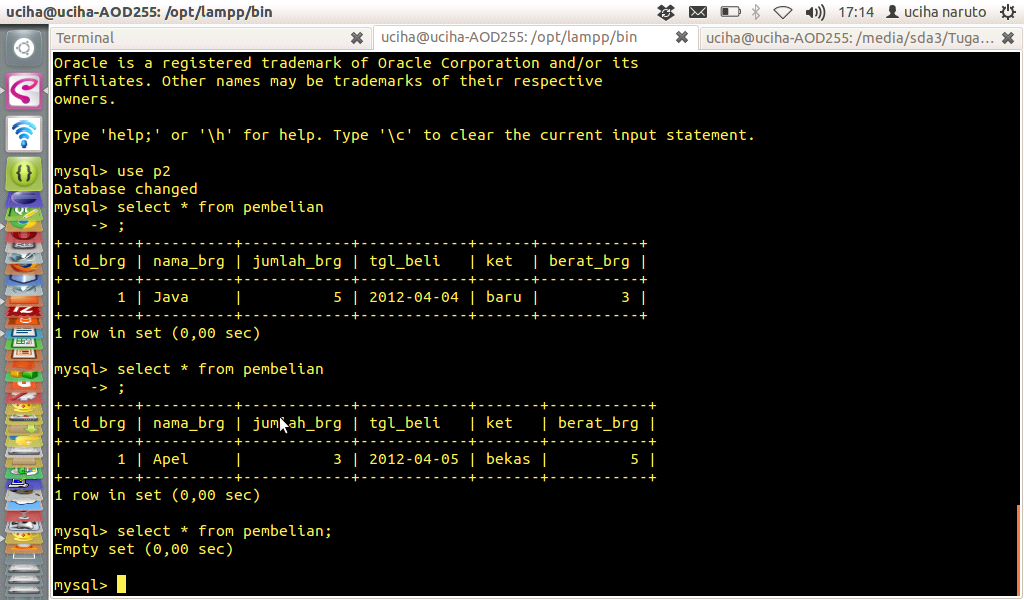 uciha@uciha-AOD255: /opt/lampp/bin
17:14
uciha naruto
Terminal
uciha@uciha-AOD255: /opt/lampp/bin
uciha@uciha-AOD255: /media/sda3/Tuga...
Oracle is a registered trademark of Oracle Corporation and/or its
affiliates. Other names may be trademarks of their respective
owners.
Type 'help;' or '\h' for help. Type '\c' to clear the current input statement.
mysql> use p2
Database changed
mysql> select * from pembelian
    -> ;
+--------+----------+------------+------------+------+-----------+
| id_brg | nama_brg | jumlah_brg | tgl_beli   | ket  | berat_brg |
+--------+----------+------------+------------+------+-----------+
|      1 | Java     |          5 | 2012-04-04 | baru |         3 |
+--------+----------+------------+------------+------+-----------+
1 row in set (0,00 sec)
mysql> select * from pembelian
    -> ;
+--------+----------+------------+------------+-------+-----------+
| id_brg | nama_brg | jumlah_brg | tgl_beli   | ket   | berat_brg |
+--------+----------+------------+------------+-------+-----------+
|      1 | Apel     |          3 | 2012-04-05 | bekas |         5 |
+--------+----------+------------+------------+-------+-----------+
1 row in set (0,00 sec)
mysql> select * from pembelian;
Empty set (0,00 sec)
mysql>